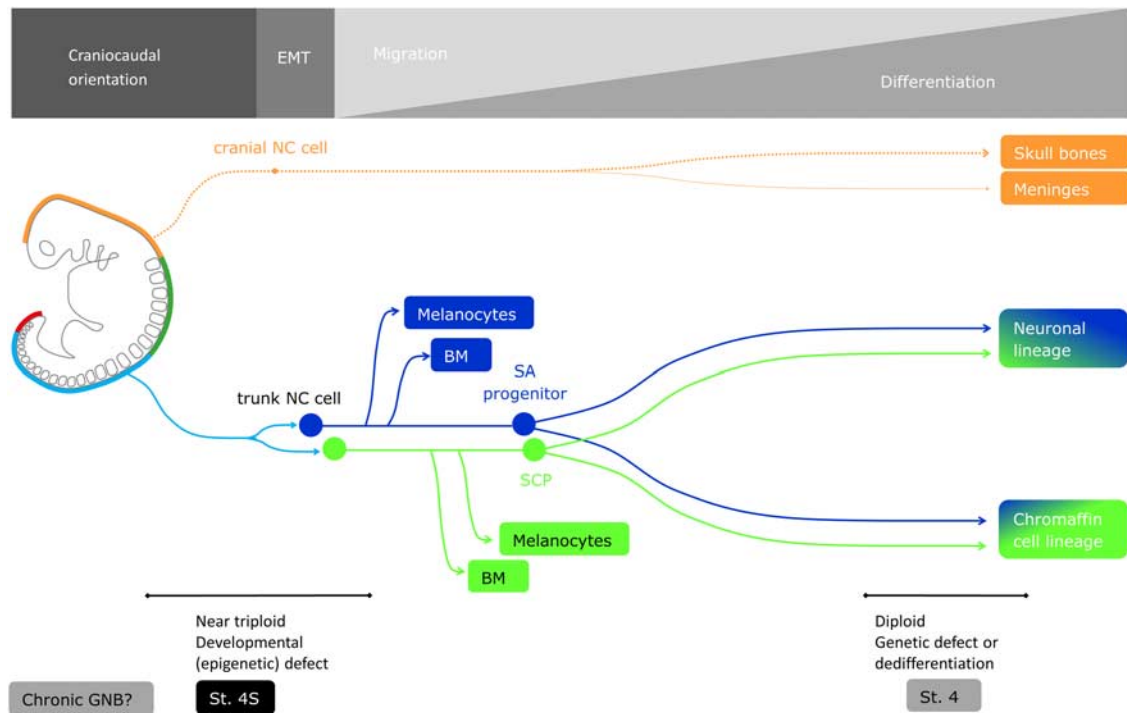 Craniocaudal
orientation
EMT
Migration
Differentiation
cranial NC cell
Skull bones
Meninges
Melanocytes
BM
SA
progenitor
trunk NC cell
Neuronal
lineage
SCP
Melanocytes
BM
Chromaffin
cell lineage
Near triploid
Developmental
(epigenetic) defect
Diploid
Genetic defect or
dedifferentiation
Chronic GNB?
St. 4S
St. 4